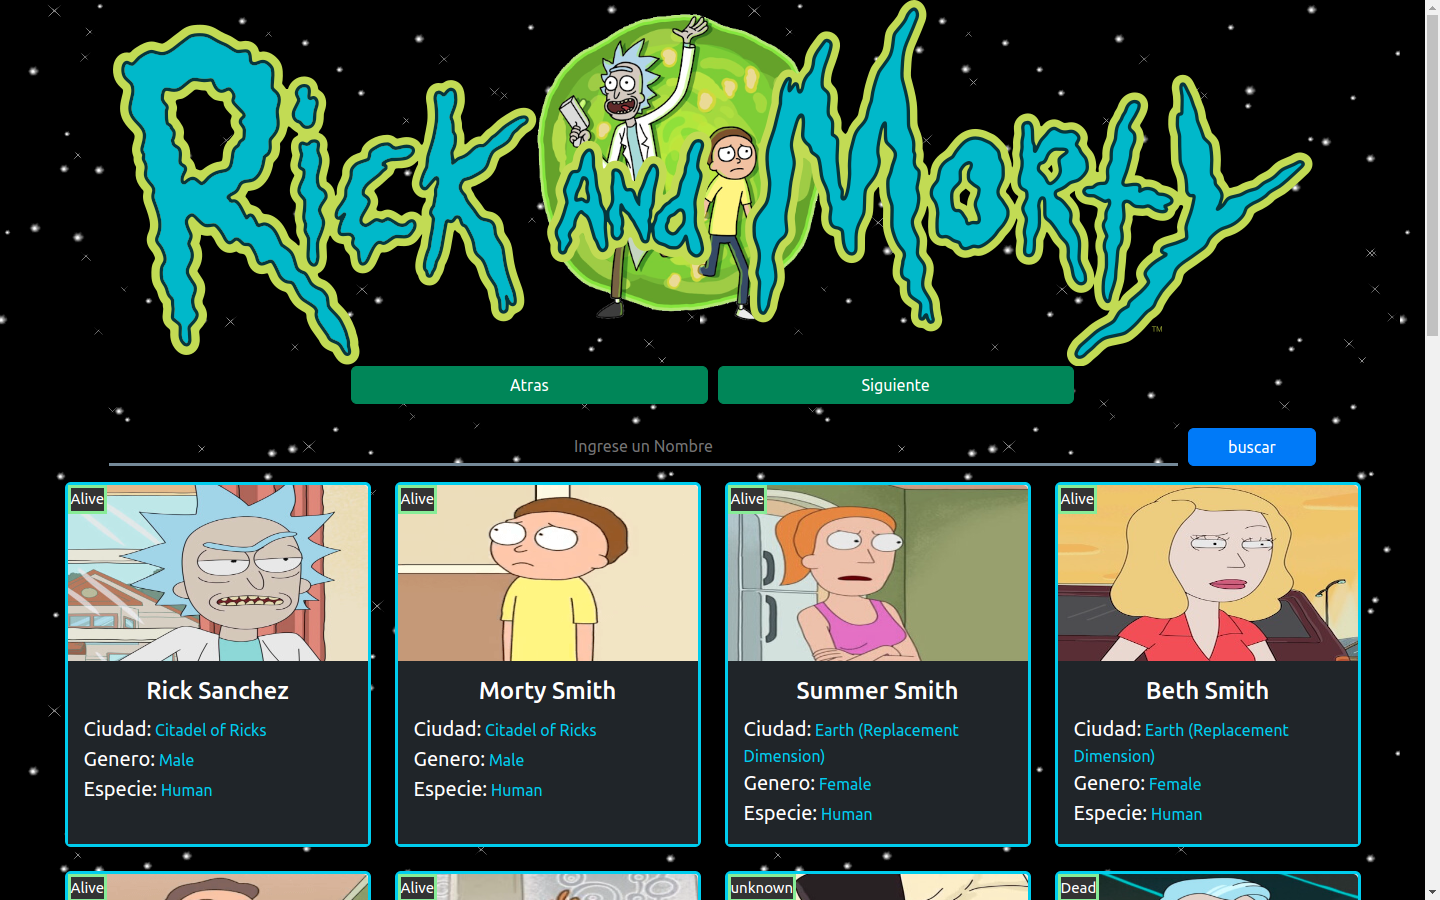 Rick and Morty
TM
Atras
Siguiente
Ingrese un Nombre
buscar
Alive
Alive
Alive
Alive
Rick Sanchez
Ciudad: Citadel of Ricks
Genero: Male
Especie: Human
Morty Smith
Ciudad: Citadel of Ricks
Genero: Male
Especie: Human
Summer Smith
Ciudad: Earth (Replacement
Dimension)
Genero: Female
Especie: Human
Beth Smith
Ciudad: Earth (Replacement
Dimension)
Genero: Female
Especie: Human
Alive
Alive
unknown
Dead